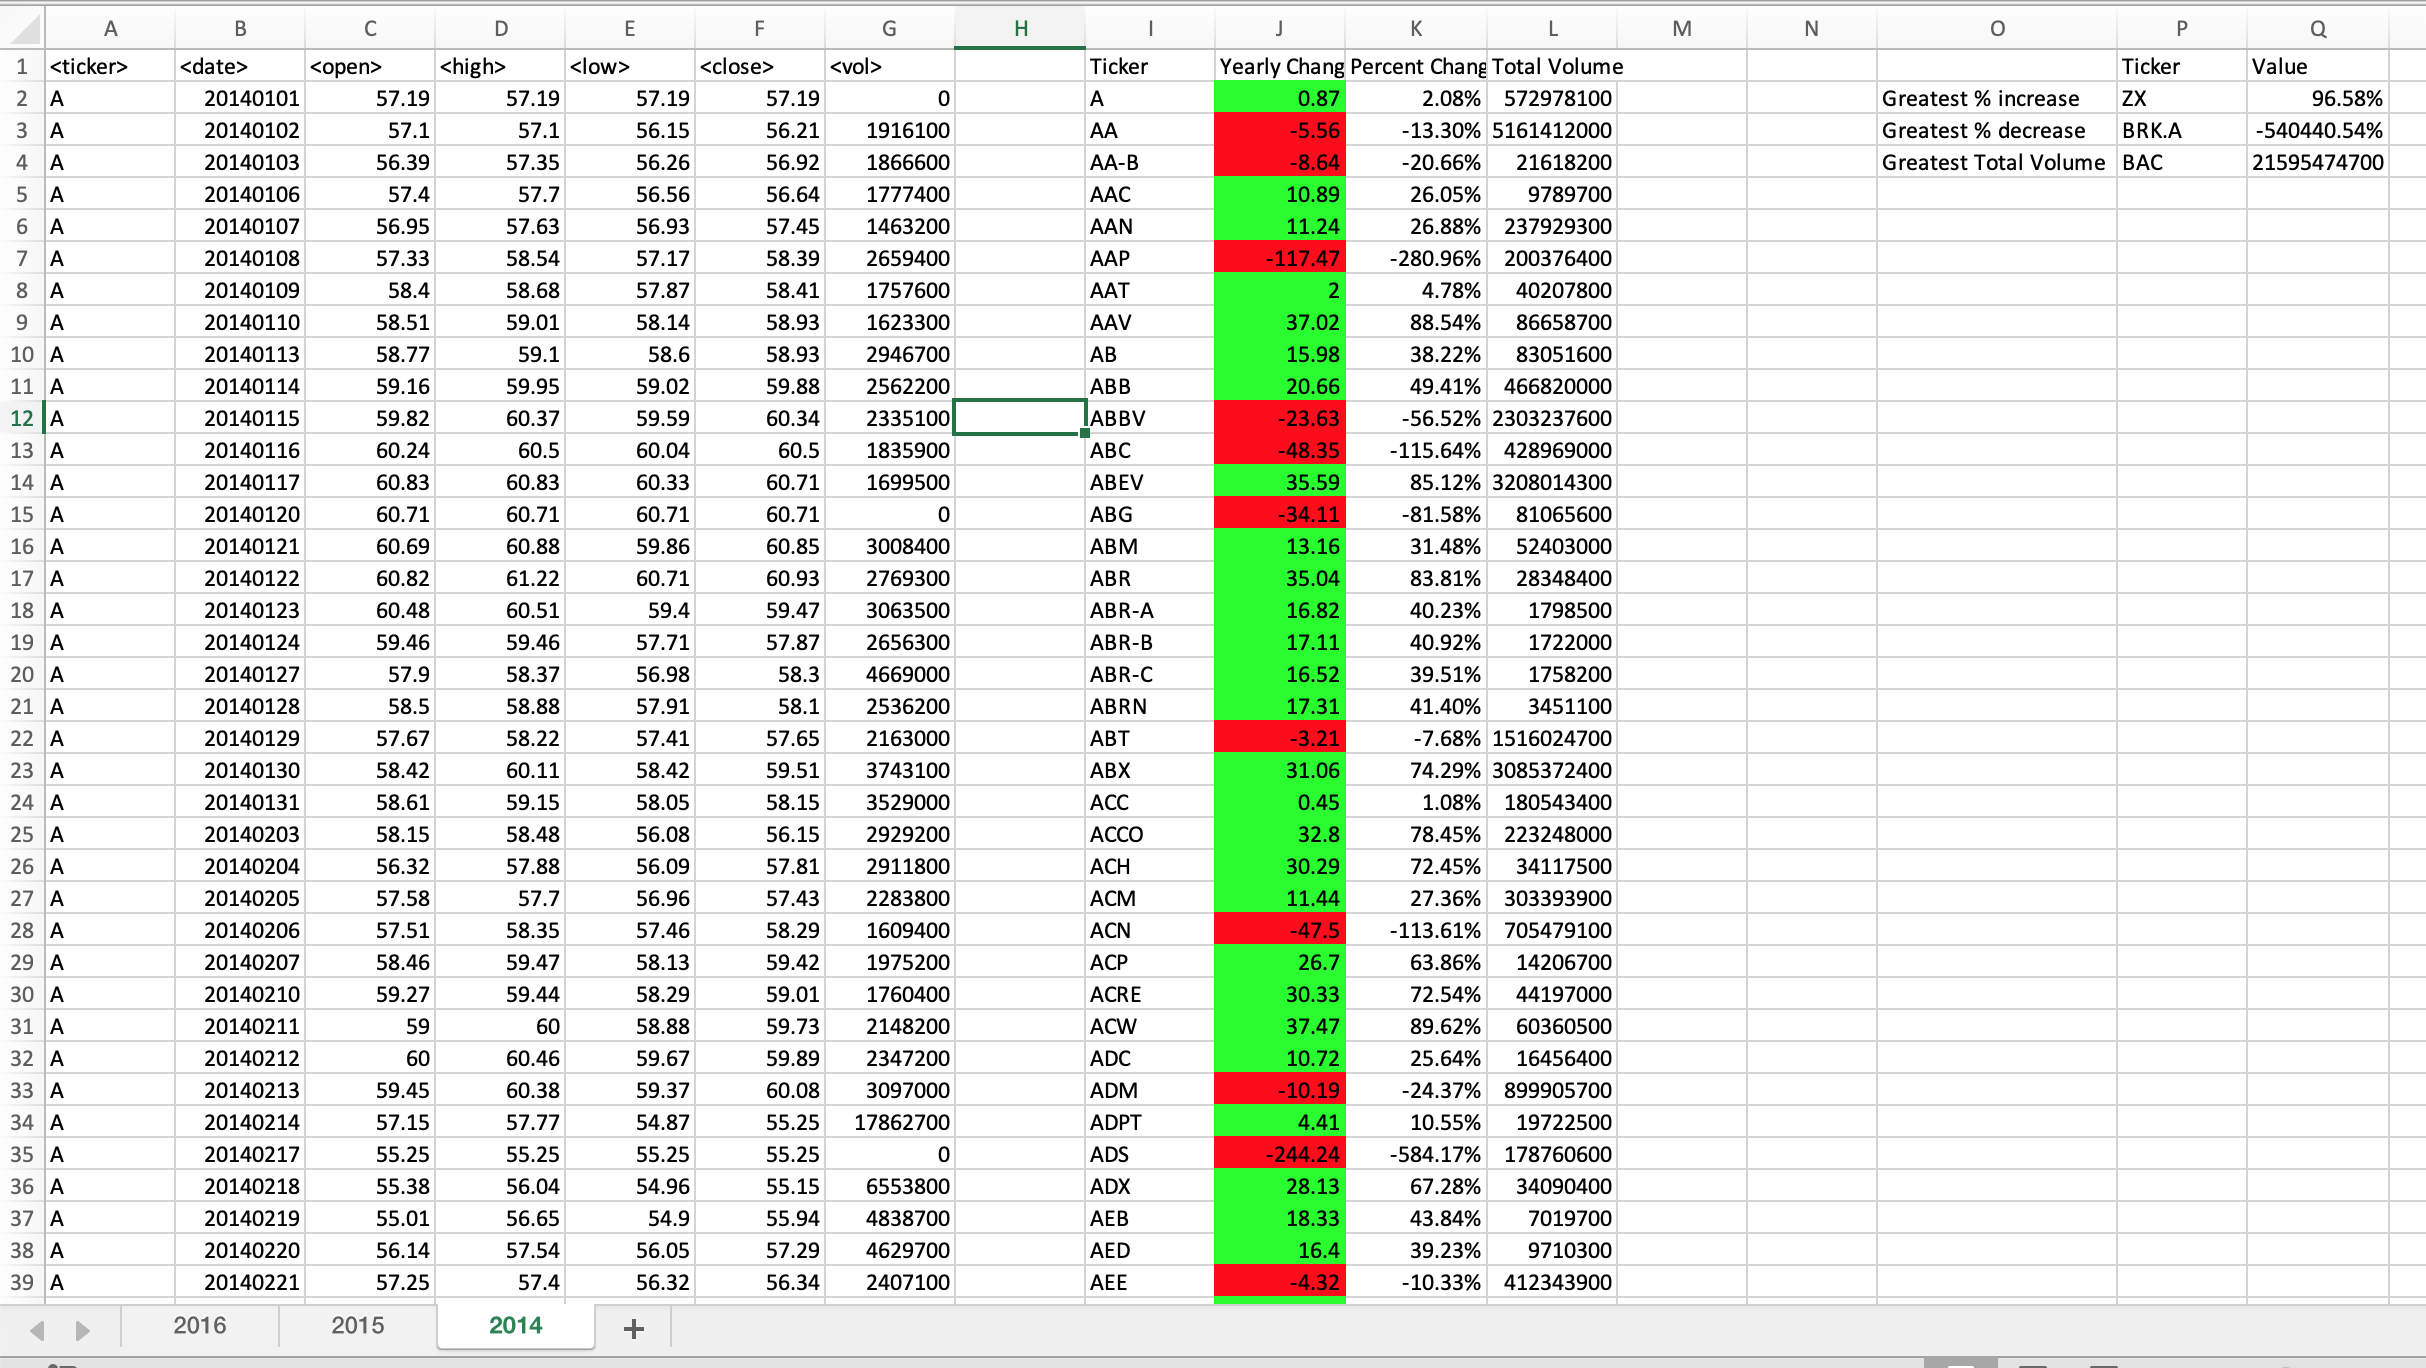 A B C D E F G H I J K L M N O P Q
1 <ticker> <date> <open> <high> <low> <close> <vol> Ticker Yearly Chang Percent Chang Total Volume Ticker Value
2 A 20140101 57.19 57.19 57.19 57.19 0 A 0.87 2.08% 572978100 Greatest % increase ZX 96.58%
3 A 20140102 57.1 57.1 56.15 56.21 1916100 AA -5.56 -13.30% 5161412000 Greatest % decrease BRK.A -540440.54%
4 A 20140103 56.39 57.35 56.26 56.92 1866600 AA-B -8.64 -20.66% 21618200 Greatest Total Volume BAC 21595474700
5 A 20140106 57.4 57.7 56.56 56.64 1777400 AAC 10.89 26.05% 9789700
6 A 20140107 56.95 57.63 56.93 57.45 1463200 AAN 11.24 26.88% 237929300
7 A 20140108 57.33 58.54 57.17 58.39 2659400 AAP -117.47 -280.96% 200376400
8 A 20140109 58.4 58.68 57.87 58.41 1757600 AAT 2 4.78% 40207800
9 A 20140110 58.51 59.01 58.14 58.93 1623300 AAV 37.02 88.54% 86658700
10 A 20140113 58.77 59.1 58.6 58.93 2946700 AB 15.98 38.22% 83051600
11 A 20140114 59.16 59.95 59.02 59.88 2562200 ABB 20.66 49.41% 466820000
12 A 20140115 59.82 60.37 59.59 60.34 2335100 ABBV -23.63 -56.52% 2303237600
13 A 20140116 60.24 60.5 60.04 60.5 1835900 ABC -48.35 -115.64% 428969000
14 A 20140117 60.83 60.83 60.33 60.71 1699500 ABEV 35.59 85.12% 3208014300
15 A 20140120 60.71 60.71 60.71 60.71 0 ABG -34.11 -81.58% 81065600
16 A 20140121 60.69 60.88 59.86 60.85 3008400 ABM 13.16 31.48% 52403000
17 A 20140122 60.82 61.22 60.71 60.93 2769300 ABR 35.04 83.81% 28348400
18 A 20140123 60.48 60.51 59.4 59.47 3063500 ABR-A 16.82 40.23% 1798500
19 A 20140124 59.46 59.46 57.71 57.87 2656300 ABR-B 17.11 40.92% 1722000
20 A 20140127 57.9 58.37 56.98 58.3 4669000 ABR-C 16.52 39.51% 1758200
21 A 20140128 58.5 58.88 57.91 58.1 2536200 ABRN 17.31 41.40% 3451100
22 A 20140129 57.67 58.22 57.41 57.65 2163000 ABT -3.21 -7.68% 1516024700
23 A 20140130 58.42 60.11 58.42 59.51 3743100 ABX 31.06 74.29% 3085372400
24 A 20140131 58.61 59.15 58.05 58.15 3529000 ACC 0.45 1.08% 180543400
25 A 20140203 58.15 58.48 56.08 56.15 2929200 ACCO 32.8 78.45% 223248000
26 A 20140204 56.32 57.88 56.09 57.81 2911800 ACH 30.29 72.45% 34117500
27 A 20140205 57.58 57.7 56.96 57.43 2283800 ACM 11.44 27.36% 303393900
28 A 20140206 57.51 58.35 57.46 58.29 1609400 ACN -47.5 -113.61% 705479100
29 A 20140207 58.46 59.47 58.13 59.42 1975200 ACP 26.7 63.86% 14206700
30 A 20140210 59.27 59.44 58.29 59.01 1760400 ACRE 30.33 72.54% 44197000
31 A 20140211 59 60 58.88 59.73 2148200 ACW 37.47 89.62% 60360500
32 A 20140212 60 60.46 59.67 59.89 2347200 ADC 10.72 25.64% 16456400
33 A 20140213 59.45 60.38 59.37 60.08 3097000 ADM -10.19 -24.37% 899905700
34 A 20140214 57.15 57.77 54.87 55.25 17862700 ADPT 4.41 10.55% 19722500
35 A 20140217 55.25 55.25 55.25 55.25 0 ADS -244.24 -584.17% 178760600
36 A 20140218 55.38 56.04 54.96 55.15 6553800 ADX 28.13 67.28% 34090400
37 A 20140219 55.01 56.65 54.9 55.94 4838700 AEB 18.33 43.84% 7019700
38 A 20140220 56.14 57.54 56.05 57.29 4629700 AED 16.4 39.23% 9710300
39 A 20140221 57.25 57.4 56.32 56.34 2407100 AEE -4.32 -10.33% 412343900
2016 2015 2014 +